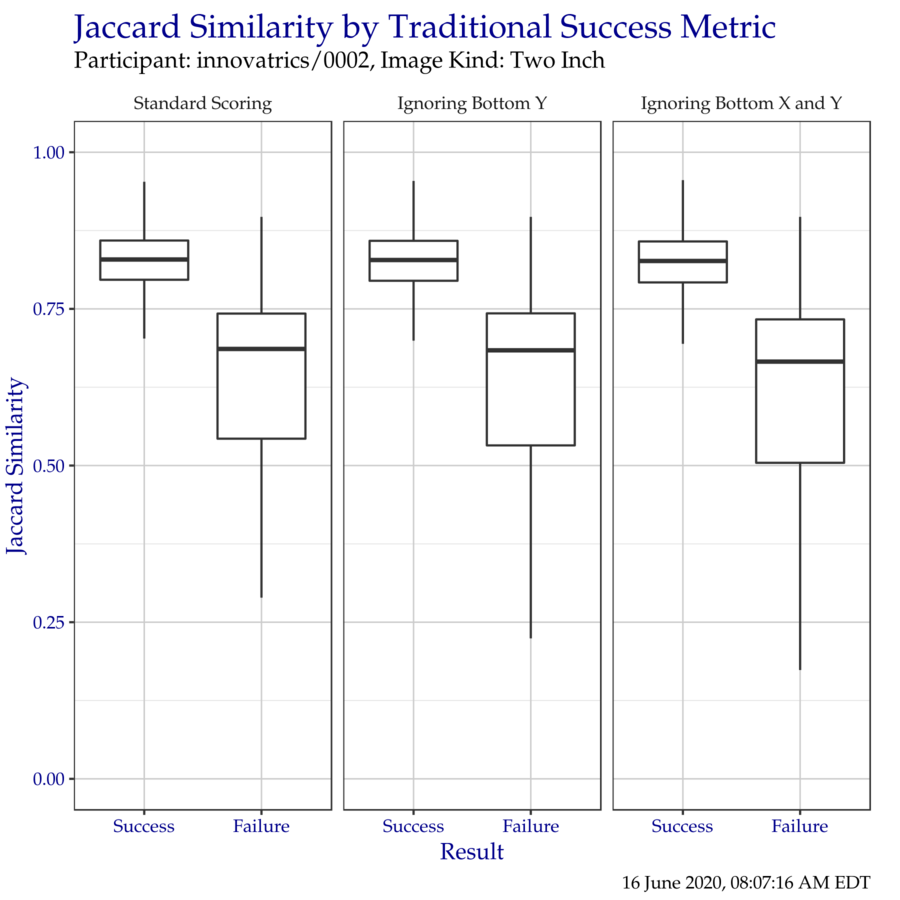 Jaccard Similarity by Traditional Success Metric
Participant: innovatrics/0002, Image Kind: Two Inch
Standard Scoring
Ignoring Bottom Y
Ignoring Bottom X and Y
Jaccard Similarity
1.00
0.75
0.50
0.25
0.00
Success
Failure
Success
Failure
Success
Failure
Result
16 June 2020, 08:07:16 AM EDT